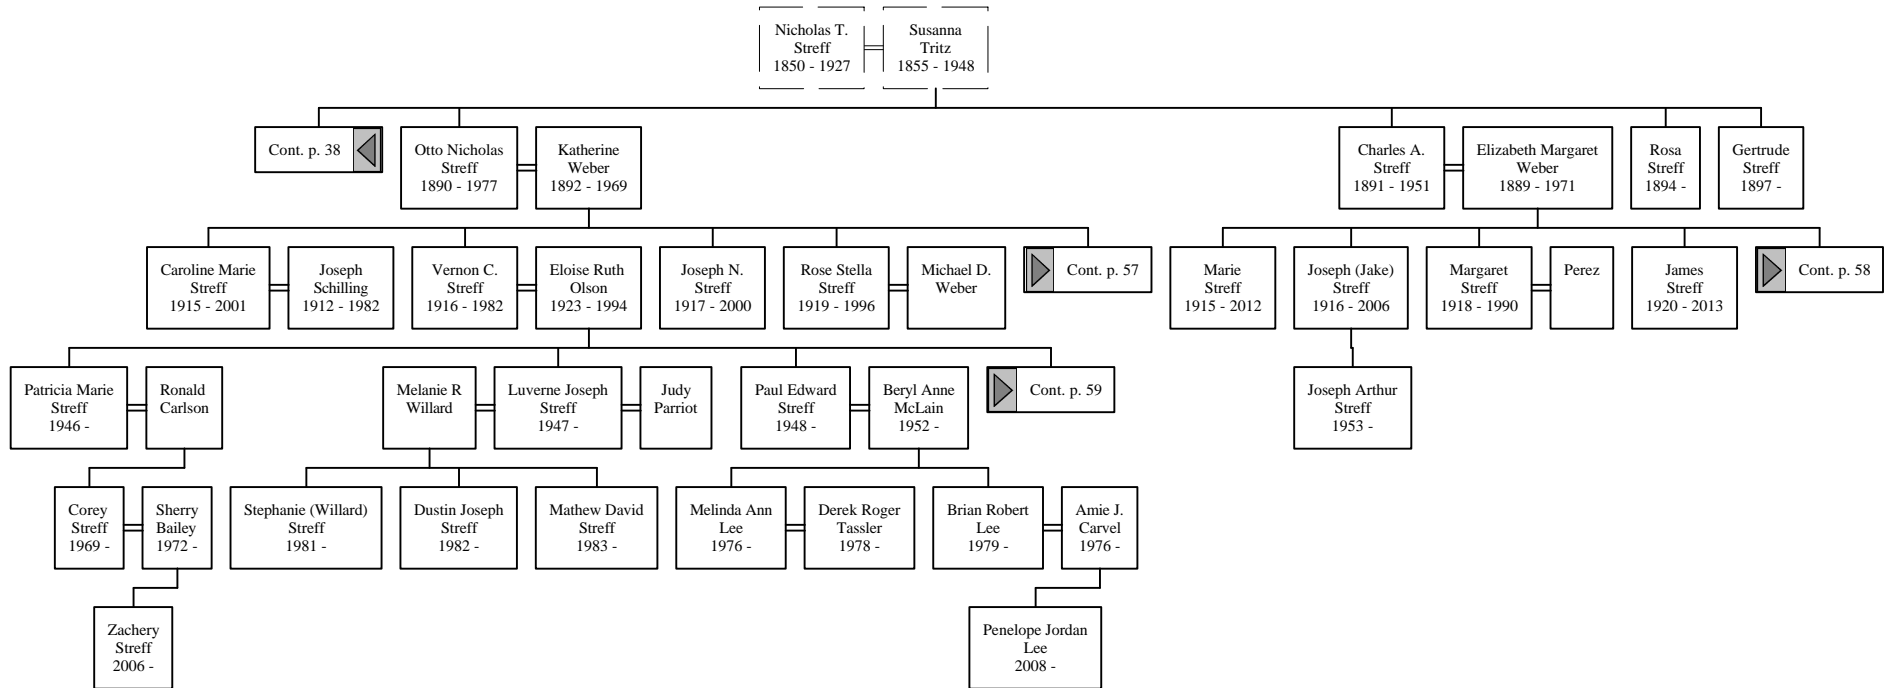 Nicholas T.
Streff
1850 - 1927
Susanna
Tritz
1855 - 1948
Cont. p. 38
Otto Nicholas
Streff
1890 - 1977
Katherine
Weber
1892 - 1969
Charles A.
Streff
1891 - 1951
Elizabeth Margaret
Weber
1889 - 1971
Rosa
Streff
1894 -
Gertrude
Streff
1897 -
Caroline Marie
Streff
1915 - 2001
Joseph
Schilling
1912 - 1982
Vernon C.
Streff
1916 - 1982
Eloise Ruth
Olson
1923 - 1994
Joseph N.
Streff
1917 - 2000
Rose Stella
Streff
1919 - 1996
Michael D.
Weber
Cont. p. 57
Marie
Streff
1915 - 2012
Joseph (Jake)
Streff
1916 - 2006
Margaret
Streff
1918 - 1990
Perez
James
Streff
1920 - 2013
Cont. p. 58
Patricia Marie
Streff
1946 -
Ronald
Carlson
Melanie R
Willard
Luverne Joseph
Streff
1947 -
Judy
Parriot
Paul Edward
Streff
1948 -
Beryl Anne
McLain
1952 -
Cont. p. 59
Joseph Arthur
Streff
1953 -
Corey
Streff
1969 -
Sherry
Bailey
1972 -
Stephanie (Willard)
Streff
1981 -
Dustin Joseph
Streff
1982 -
Mathew David
Streff
1983 -
Melinda Ann
Lee
1976 -
Derek Roger
Tassler
1978 -
Brian Robert
Lee
1979 -
Amie J.
Carvel
1976 -
Zachery
Streff
2006 -
Penelope Jordan
Lee
2008 -